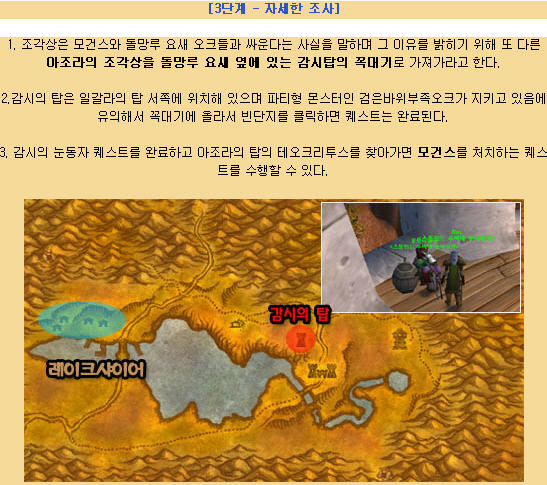 [3단계 - 자세한 조사]
1. 조각상은 모건스와 돌망루 요새 오크들과 싸운다는 사실을 말하며 그 이유를 밝히기 위해 또 다른
아조라의 조각상을 돌망루 요새 옆에 있는 감시탑의 꼭대기로 가져가라고 한다.
2.감시의 탑은 일갈라의 탑 서쪽에 위치해 있으며 파티형 몬스터인 검은바위부족오크가 지키고 있음에
유의해서 꼭대기에 올라서 빈단지를 클릭하면 퀘스트는 완료된다.
3. 감시의 눈동자 퀘스트를 완료하고 아조라의 탑의 테오크리투스를 찾아가면 모건스를 처치하는 퀘스
트를 수행할 수 있다.
감시의 탑
레이크샤이어